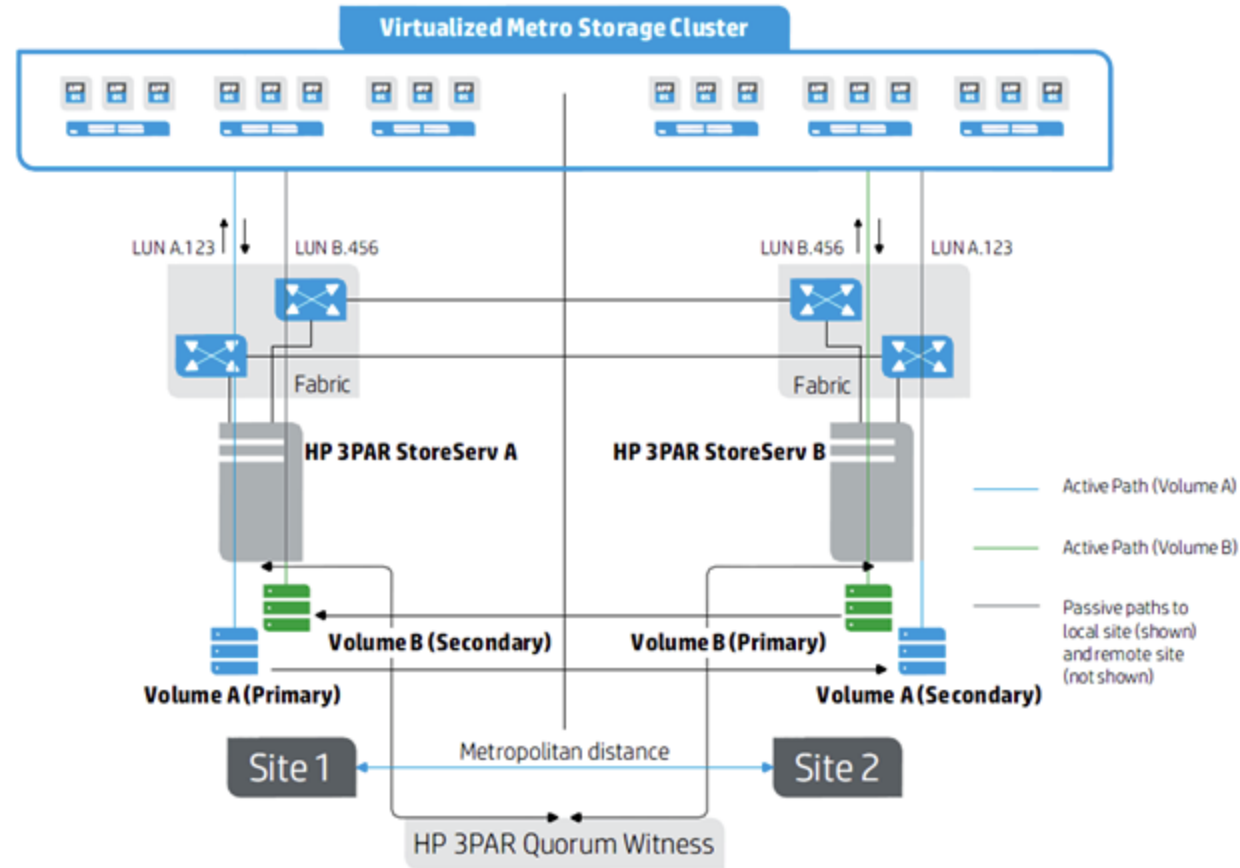 Virtualized Metro Storage Cluster
LUN A.123
LUN B.456
LUN B.456
LUN A.123
Fabric
Fabric
HP 3PAR StoreServ A
HP 3PAR StoreServ B
Active Path (Volume A)
Active Path (Volume B)
Passive paths to
local site (shown)
and remote site
(not shown)
Volume B (Secondary)
Volume B (Primary)
Volume A (Primary)
Volume A (Secondary)
Site 1
Metropolitan distance
Site 2
HP 3PAR Quorum Witness